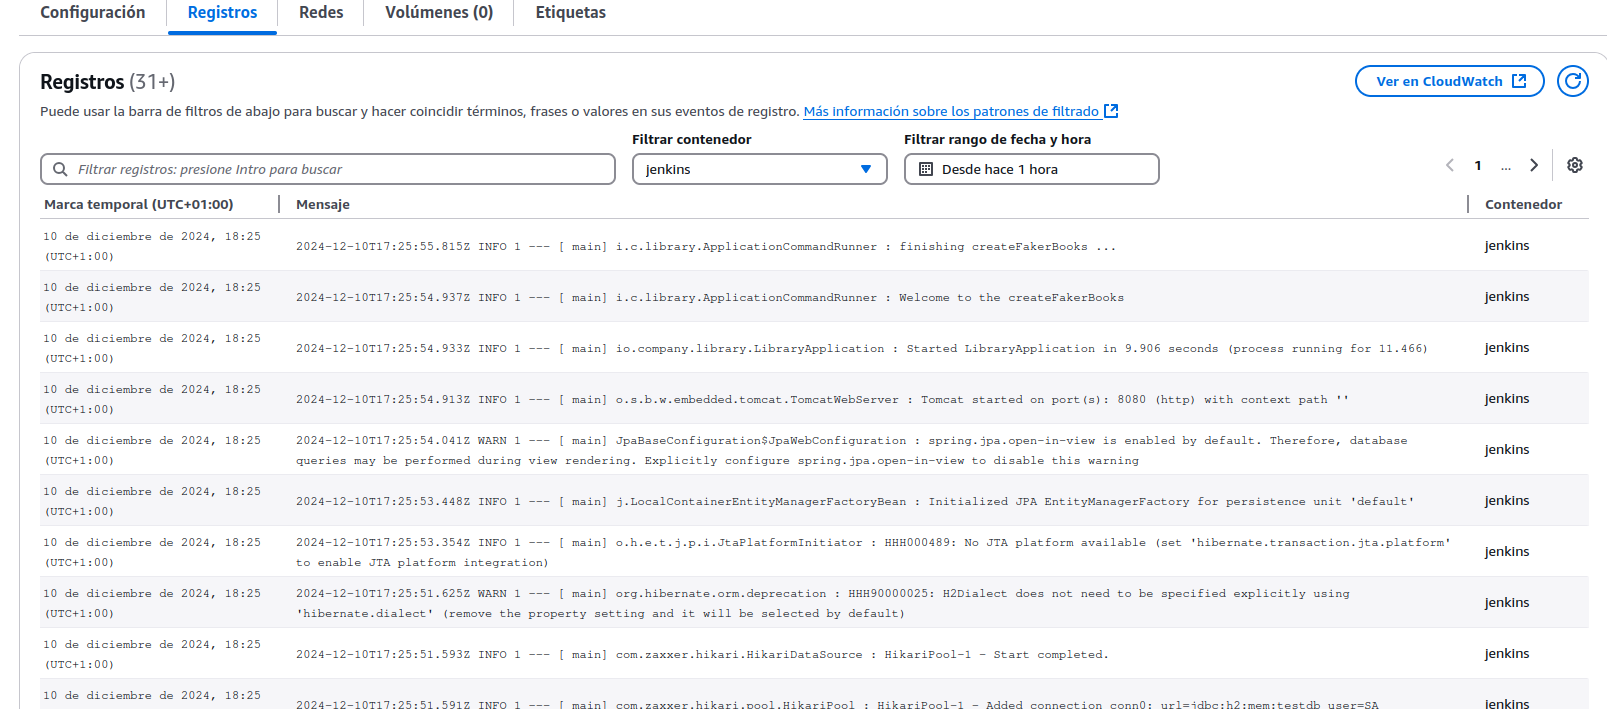 Configuración
Registros
Redes
Volúmenes (0)
Etiquetas
Registros (31+)
Ver en CloudWatch
Puede usar la barra de filtros de abajo para buscar y hacer coincidir términos, frases o valores en sus eventos de registro. Más información sobre los patrones de filtrado
Filtrar contenedor
Filtrar rango de fecha y hora
Filtrar registros: presione Intro para buscar
jenkins
Desde hace 1 hora
1
...
Marca temporal (UTC+01:00)
Mensaje
Contenedor
10 de diciembre de 2024, 18:25
(UTC+1:00)
2024-12-10T17:25:55.815Z INFO 1 --- [ main] i.c.library.ApplicationCommandRunner : finishing createFakerBooks ...
jenkins
10 de diciembre de 2024, 18:25
(UTC+1:00)
2024-12-10T17:25:54.937Z INFO 1 --- [ main] i.c.library.ApplicationCommandRunner : Welcome to the createFakerBooks
jenkins
10 de diciembre de 2024, 18:25
(UTC+1:00)
2024-12-10T17:25:54.933Z INFO 1 --- [ main] io.company.library.LibraryApplication : Started LibraryApplication in 9.906 seconds (process running for 11.466)
jenkins
10 de diciembre de 2024, 18:25
(UTC+1:00)
2024-12-10T17:25:54.913Z INFO 1 --- [ main] o.s.b.w.embedded.tomcat.TomcatWebServer : Tomcat started on port(s): 8080 (http) with context path ''
jenkins
10 de diciembre de 2024, 18:25
(UTC+1:00)
2024-12-10T17:25:54.041Z WARN 1 --- [ main] JpaBaseConfiguration$JpaWebConfiguration : spring.jpa.open-in-view is enabled by default. Therefore, database
queries may be performed during view rendering. Explicitly configure spring.jpa.open-in-view to disable this warning
jenkins
10 de diciembre de 2024, 18:25
(UTC+1:00)
2024-12-10T17:25:53.448Z INFO 1 --- [ main] j.LocalContainerEntityManagerFactoryBean : Initialized JPA EntityManagerFactory for persistence unit 'default'
jenkins
10 de diciembre de 2024, 18:25
(UTC+1:00)
2024-12-10T17:25:53.354Z INFO 1 --- [ main] o.h.e.t.j.p.i.JtaPlatformInitiator : HHH000489: No JTA platform available (set 'hibernate.transaction.jta.platform'
to enable JTA platform integration)
jenkins
10 de diciembre de 2024, 18:25
(UTC+1:00)
2024-12-10T17:25:51.625Z WARN 1 --- [ main] org.hibernate.orm.deprecation : HHH90000025: H2Dialect does not need to be specified explicitly using
'hibernate.dialect' (remove the property setting and it will be selected by default)
jenkins
10 de diciembre de 2024, 18:25
(UTC+1:00)
2024-12-10T17:25:51.593Z INFO 1 --- [ main] com.zaxxer.hikari.HikariDataSource : HikariPool-1 - Start completed.
jenkins
10 de diciembre de 2024, 18:25
2024-12-10T17:25:51.591Z INFO 1 --- [ main] com.zaxxer.hikari.pool.HikariPool : HikariPool-1 - Added connection conn0: url=jdbc:h2:mem:testdb user=SA
jenkins